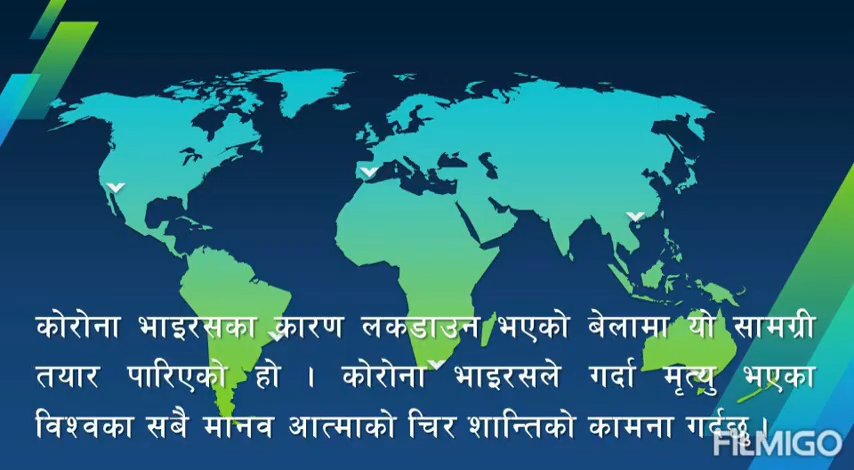 कोरोना भाइरसका कारण लकडाउन भएको बेलामा यो सामग्री
तयार पारिएको हो । कोरोना भाइरसले गर्दा मृत्यु भएका
विश्वका सबै मानव आत्माको चिर शान्तिको कामना गर्दछु ।
FILMIGO